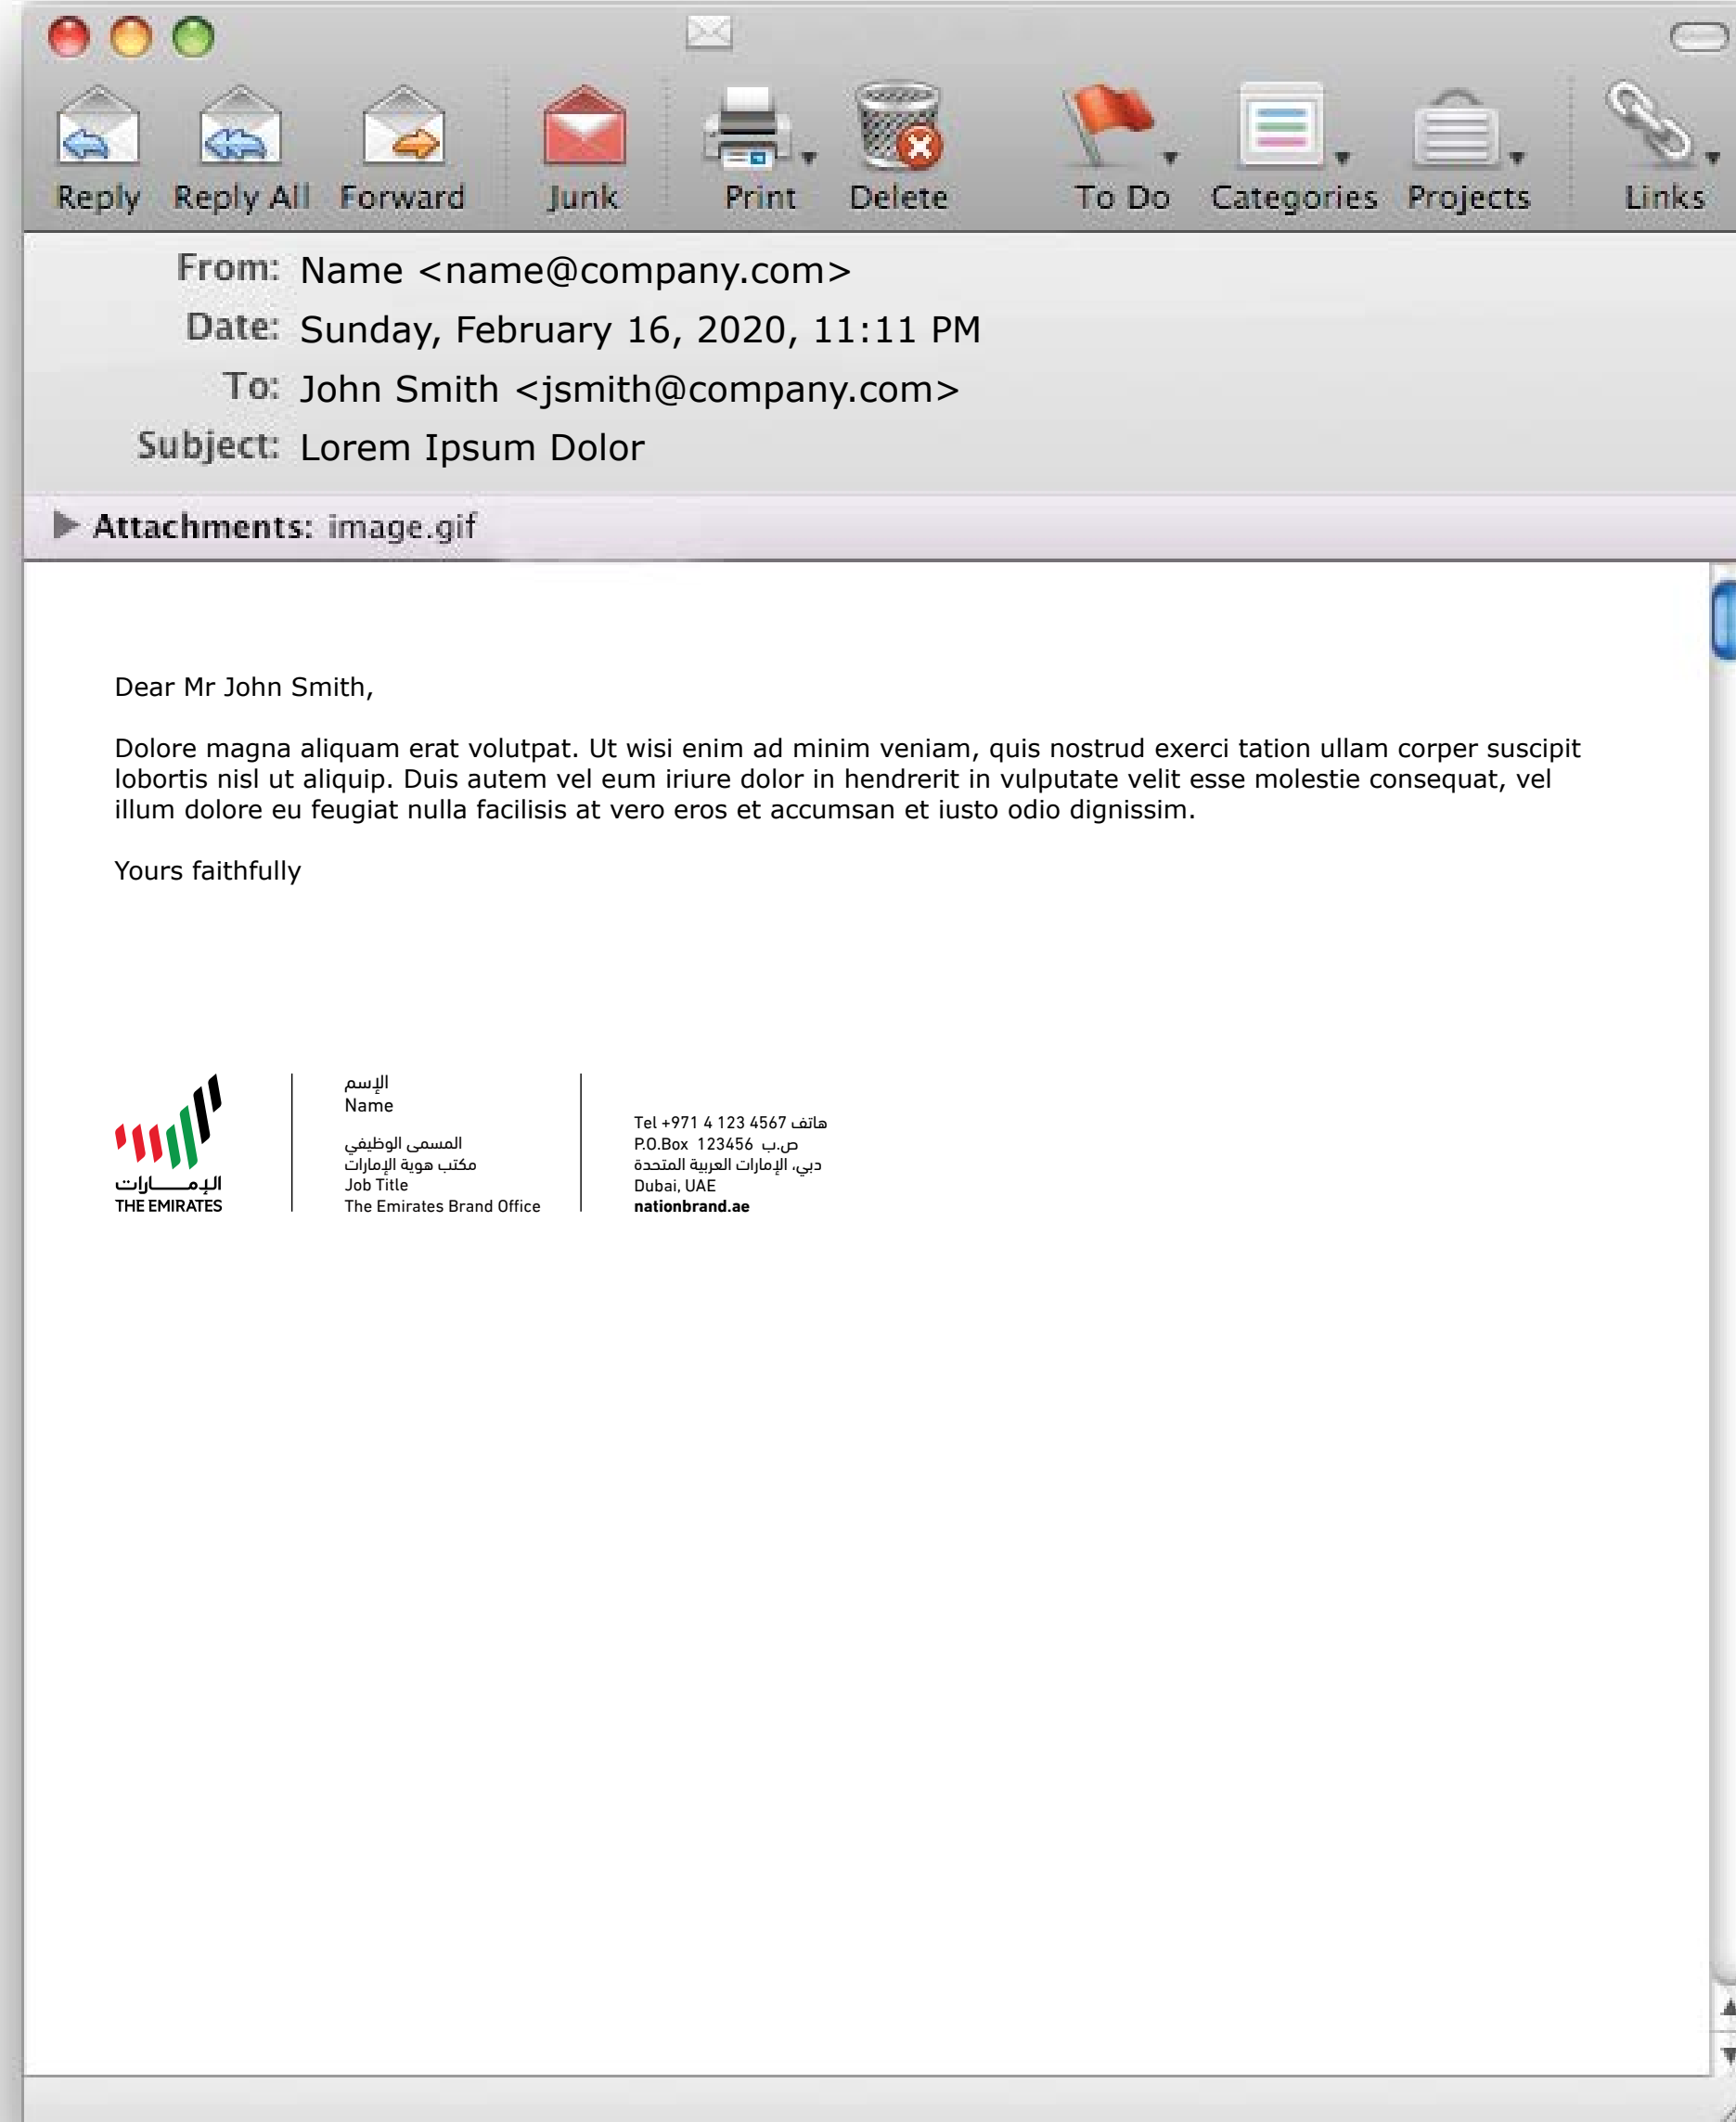 Reply Reply All Forward Junk Print Delete To Do Categories Projects Links
From: Name <name@company.com>
Date: Sunday, February 16, 2020, 11:11 PM
To: John Smith <jsmith@company.com>
Subject: Lorem Ipsum Dolor
Attachments: image.gif
Dear Mr John Smith,
Dolore magna aliquam erat volutpat. Ut wisi enim ad minim veniam, quis nostrud exerci tation ullam corper suscipit
lobortis nisl ut aliquip. Duis autem vel eum iriure dolor in hendrerit in vulputate velit esse molestie consequat, vel
illum dolore eu feugiat nulla facilisis at vero eros et accumsan et iusto odio dignissim.
Yours faithfully
الإمـــــارات
THE EMIRATES
الإسم
Name
المسمى الوظيفي
مكتب هوية الإمارات
Job Title
The Emirates Brand Office
Tel +971 4 123 4567 هاتف
P.O.Box 123456 ص.ب
دبي، الإمارات العربية المتحدة
Dubai, UAE
nationbrand.ae